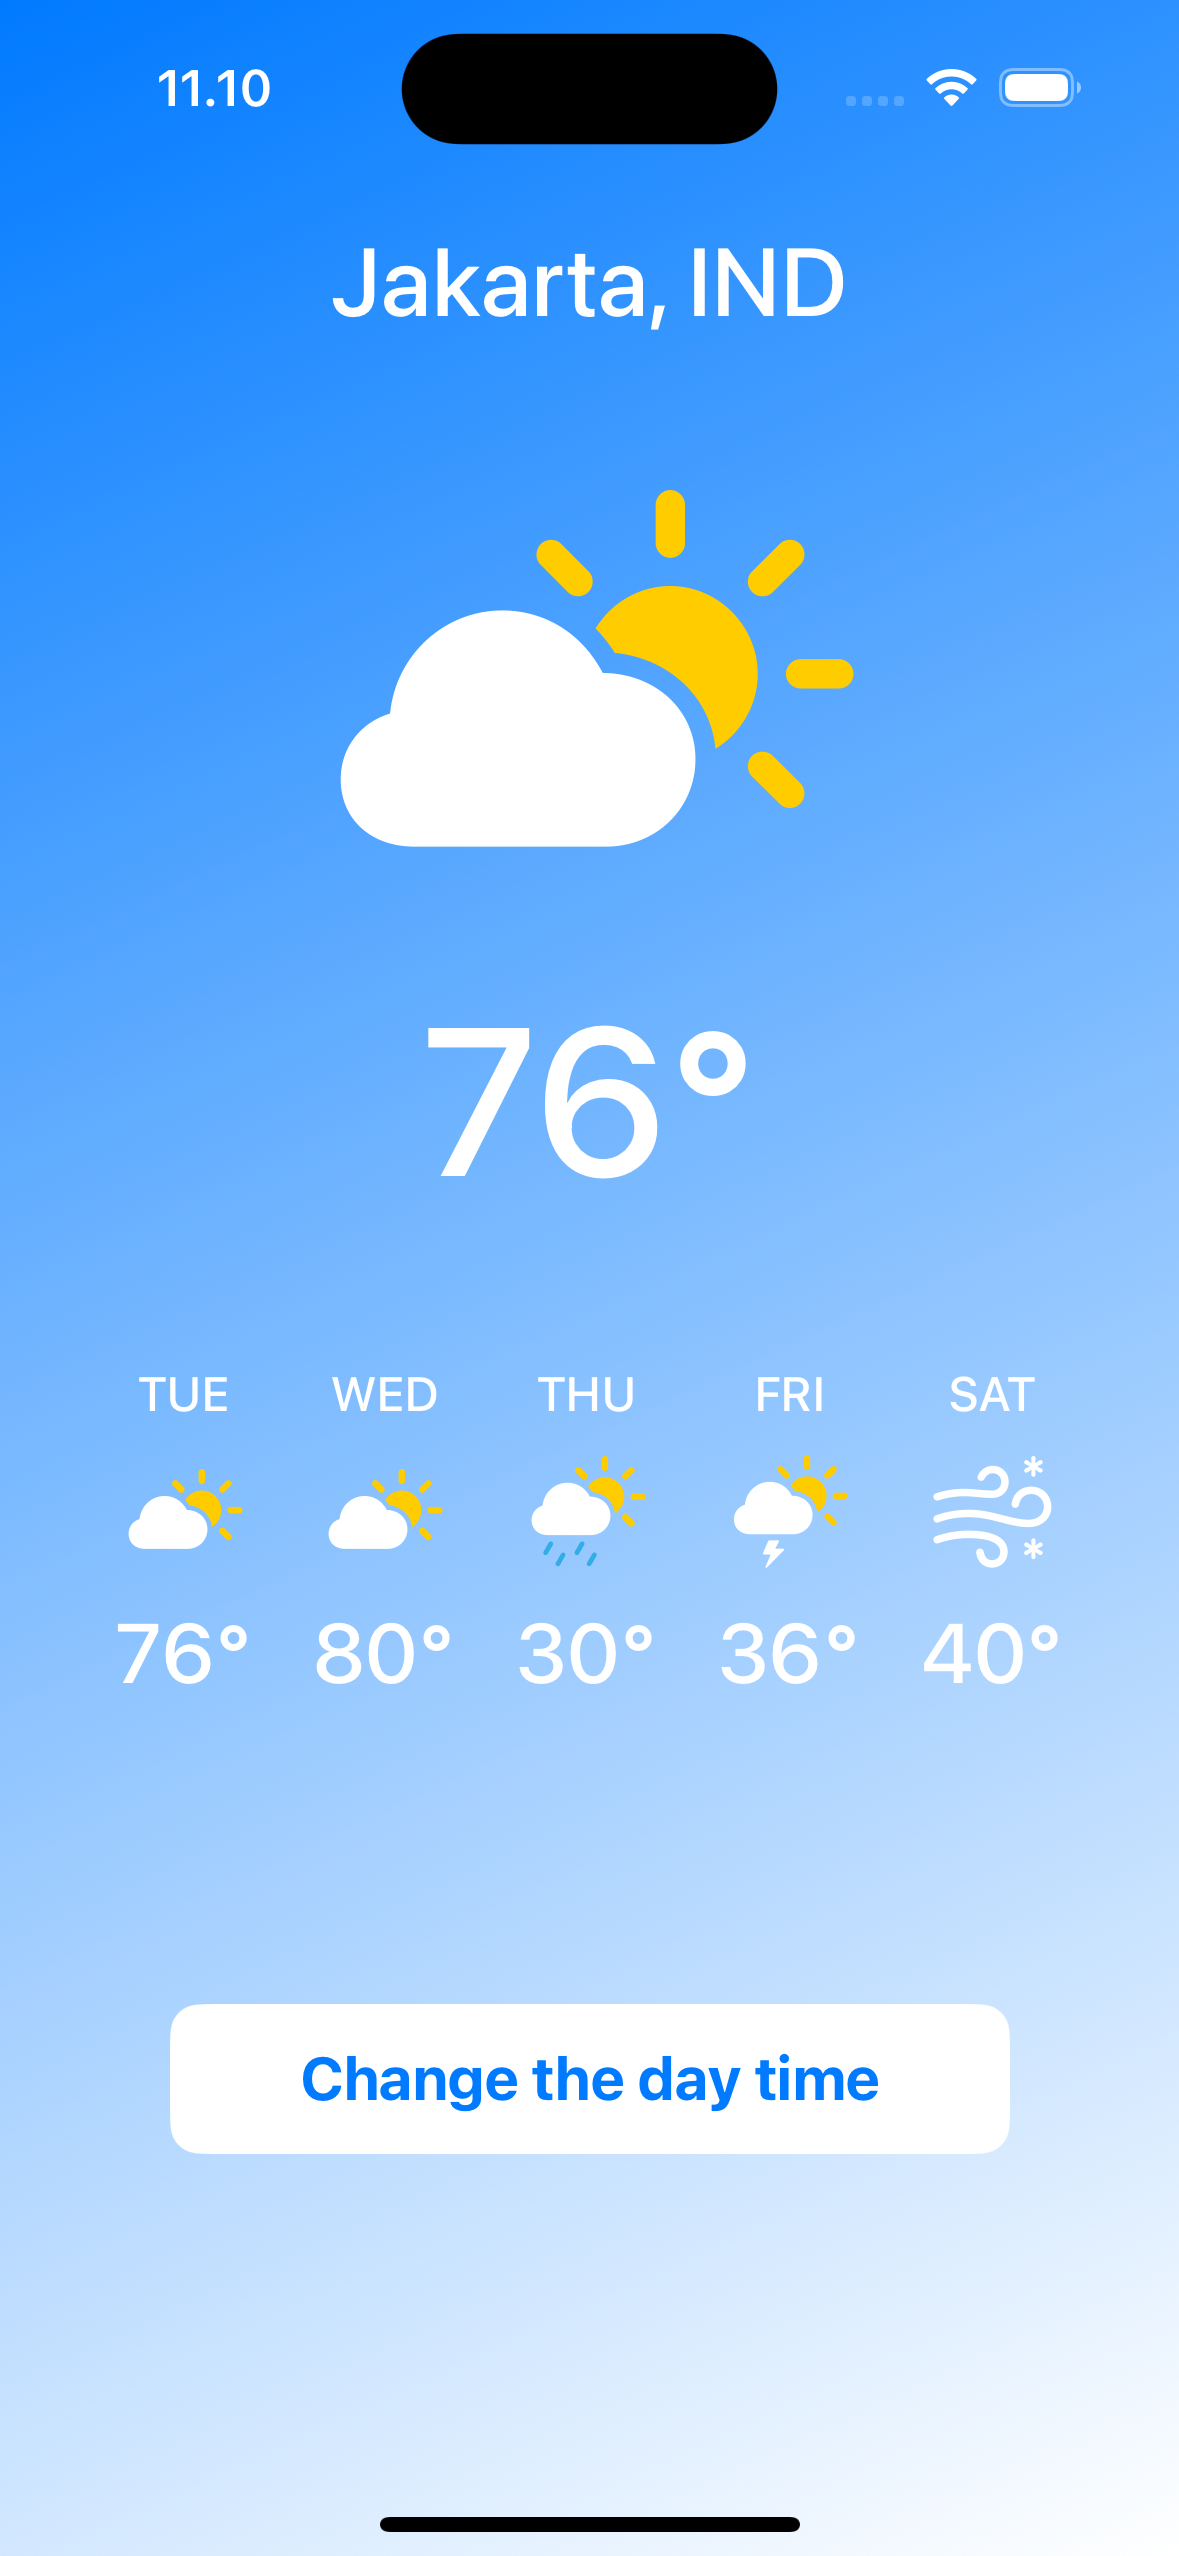 11.10
Jakarta, IND
76°
TUE WED THU FRI SAT
76° 80° 30° 36° 40°
Change the day time